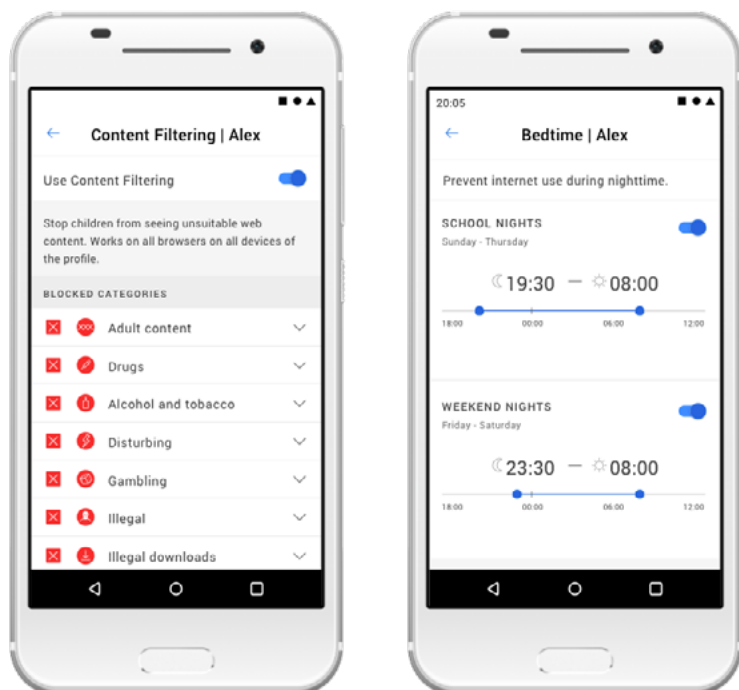 Content Filtering | Alex
Use Content Filtering
Stop children from seeing unsuitable web
content. Works on all browsers on all devices of
the profile.
BLOCKED CATEGORIES
XXX Adult content
Drugs
Alcohol and tobacco
Disturbing
Gambling
Illegal
Illegal downloads
20:05
Bedtime | Alex
Prevent internet use during nighttime.
SCHOOL NIGHTS
Sunday - Thursday
19:30 — 08:00
18:00 00:00 06:00 12:00
WEEKEND NIGHTS
Friday - Saturday
23:30 — 08:00
18:00 00:00 06:00 12:00